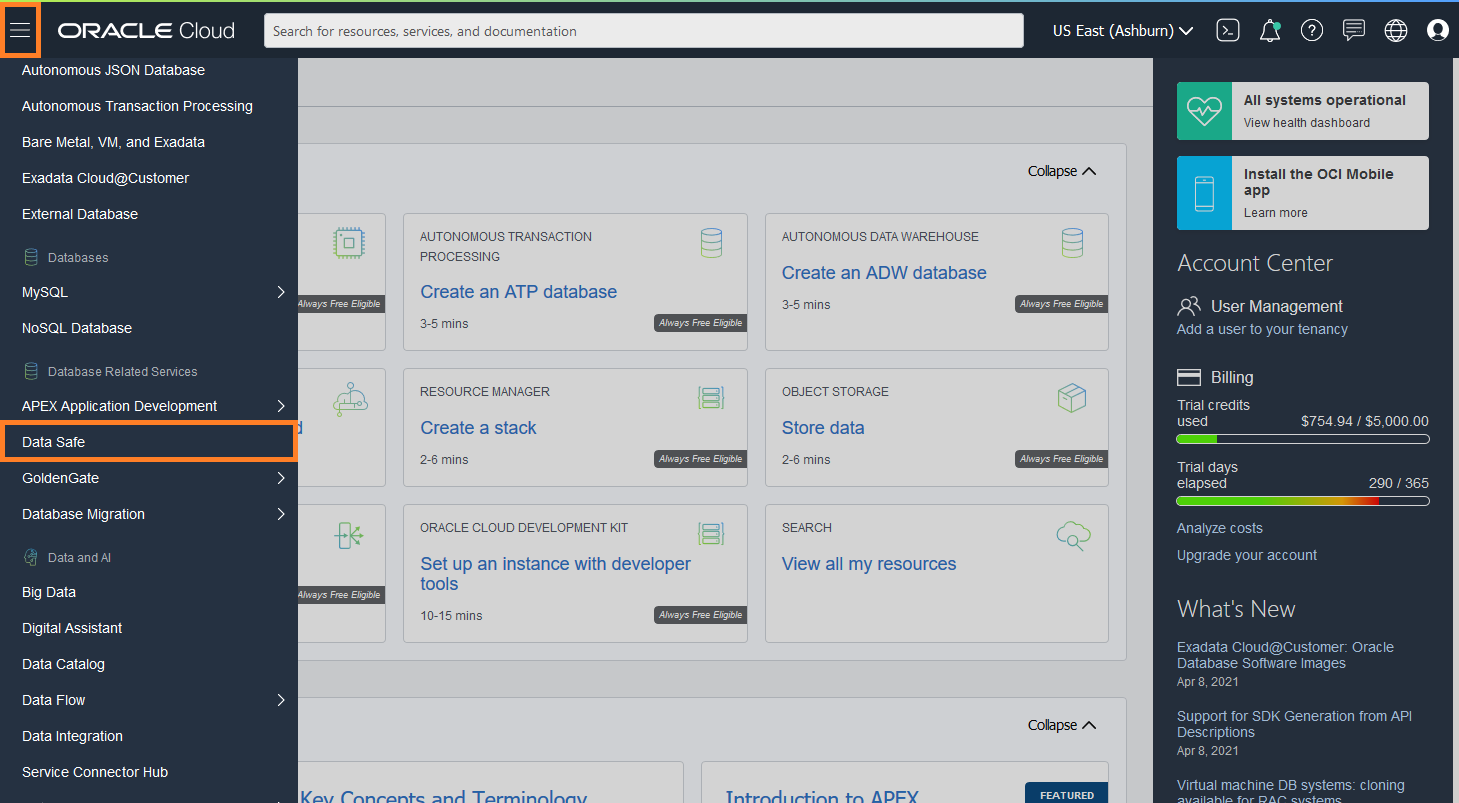 ORACLE Cloud
Search for resources, services, and documentation
US East (Ashburn)
Autonomous JSON Database
Autonomous Transaction Processing
Bare Metal, VM, and Exadata
Exadata Cloud@Customer
External Database
Databases
MySQL
NoSQL Database
Database Related Services
APEX Application Development
Data Safe
GoldenGate
Database Migration
Data and AI
Big Data
Digital Assistant
Data Catalog
Data Flow
Data Integration
Service Connector Hub
Collapse
Always Free Eligible
AUTONOMOUS TRANSACTION
PROCESSING
Create an ATP database
3-5 mins
Always Free Eligible
AUTONOMOUS DATA WAREHOUSE
Create an ADW database
3-5 mins
Always Free Eligible
d
RESOURCE MANAGER
Create a stack
2-6 mins
Always Free Eligible
OBJECT STORAGE
Store data
2-6 mins
Always Free Eligible
Always Free Eligible
ORACLE CLOUD DEVELOPMENT KIT
Set up an instance with developer
tools
10-15 mins
Always Free Eligible
SEARCH
View all my resources
Collapse
Key Concepts and Terminology
Introduction to APEX
FEATURED
All systems operational
View health dashboard
Install the OCI Mobile
app
Learn more
Account Center
User Management
Add a user to your tenancy
Billing
Trial credits
used $754.94 / $5,000.00
Trial days
elapsed 290 / 365
Analyze costs
Upgrade your account
What's New
Exadata Cloud@Customer: Oracle
Database Software Images
Apr 8, 2021
Support for SDK Generation from API
Descriptions
Apr 8, 2021
Virtual machine DB systems: cloning
available for RAC systems